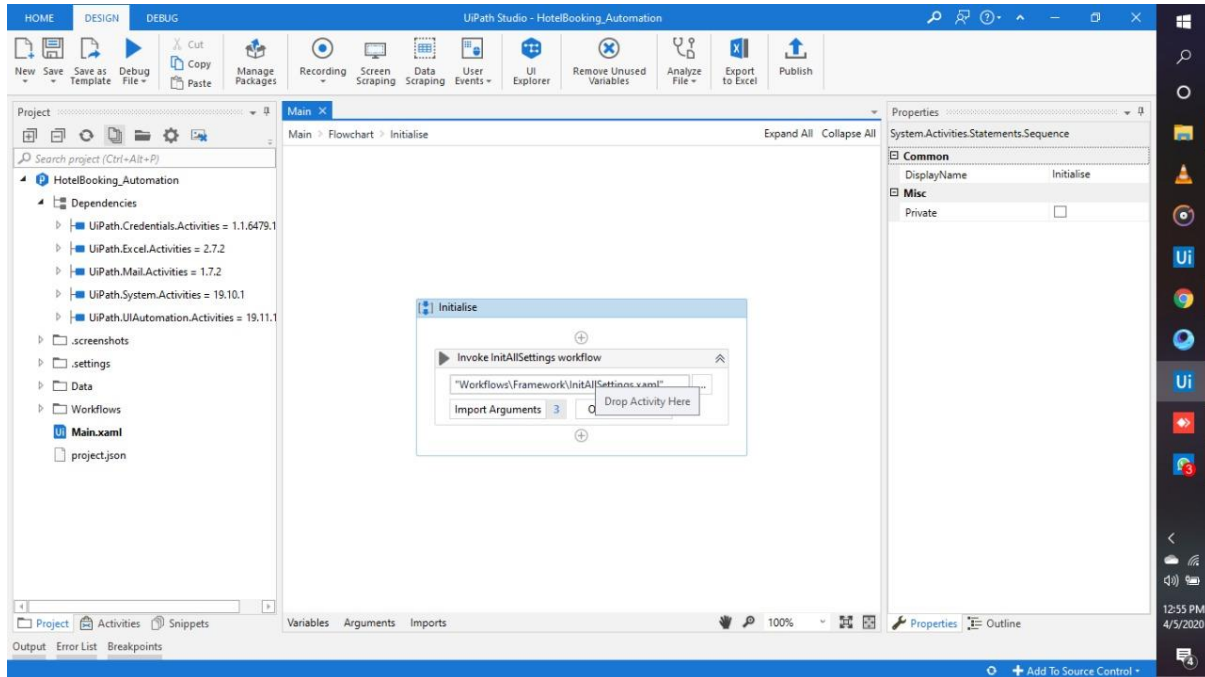 HOME DESIGN DEBUG
UiPath Studio - HotelBooking_Automation
New Save Save as Template Debug File
Cut
Copy
Paste
Manage Packages
Recording
Screen Scraping
Data Scraping
User Events
UI Explorer
Remove Unused Variables
Analyze File
Export to Excel
Publish
Project
Search project (Ctrl+Alt+P)
HotelBooking_Automation
Dependencies
UiPath.Credentials.Activities = 1.1.6479.1
UiPath.Excel.Activities = 2.7.2
UiPath.Mail.Activities = 1.7.2
UiPath.System.Activities = 19.10.1
UiPath.UIAutomation.Activities = 19.11.1
.screenshots
.settings
Data
Workflows
Ui Main.xaml
project.json
Project Activities Snippets
Main ×
Main > Flowchart > Initialise
Expand All Collapse All
Initialise
Invoke InitAllSettings workflow
"Workflows\Framework\InitAllSettings.xaml" ...
Import Arguments 3
Drop Activity Here
Variables Arguments Imports
100%
Properties
System.Activities.Statements.Sequence
Common
DisplayName Initialise
Misc
Private
Properties Outline
Output Error List Breakpoints
Add To Source Control
Ui
Ui
3
12:55 PM
4/5/2020
4